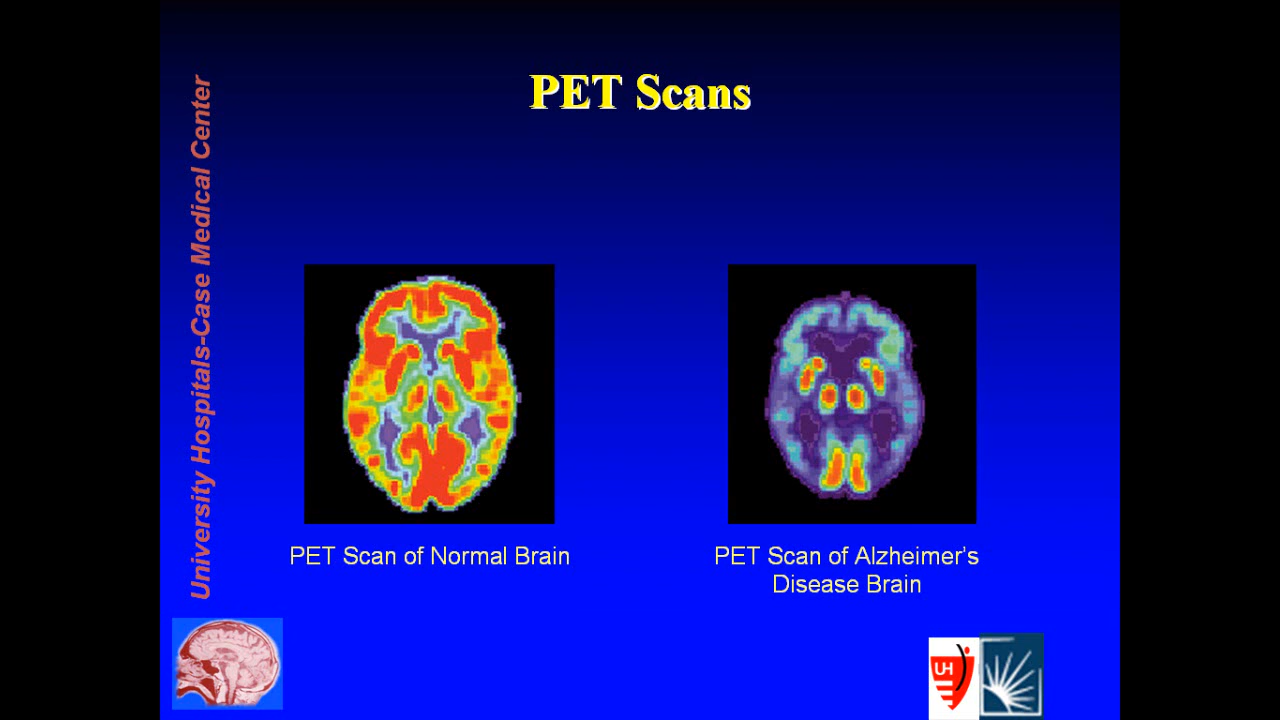 PET Scans
University Hospitals-Case Medical Center
PET Scan of Normal Brain
PET Scan of Alzheimer's
Disease Brain
UH